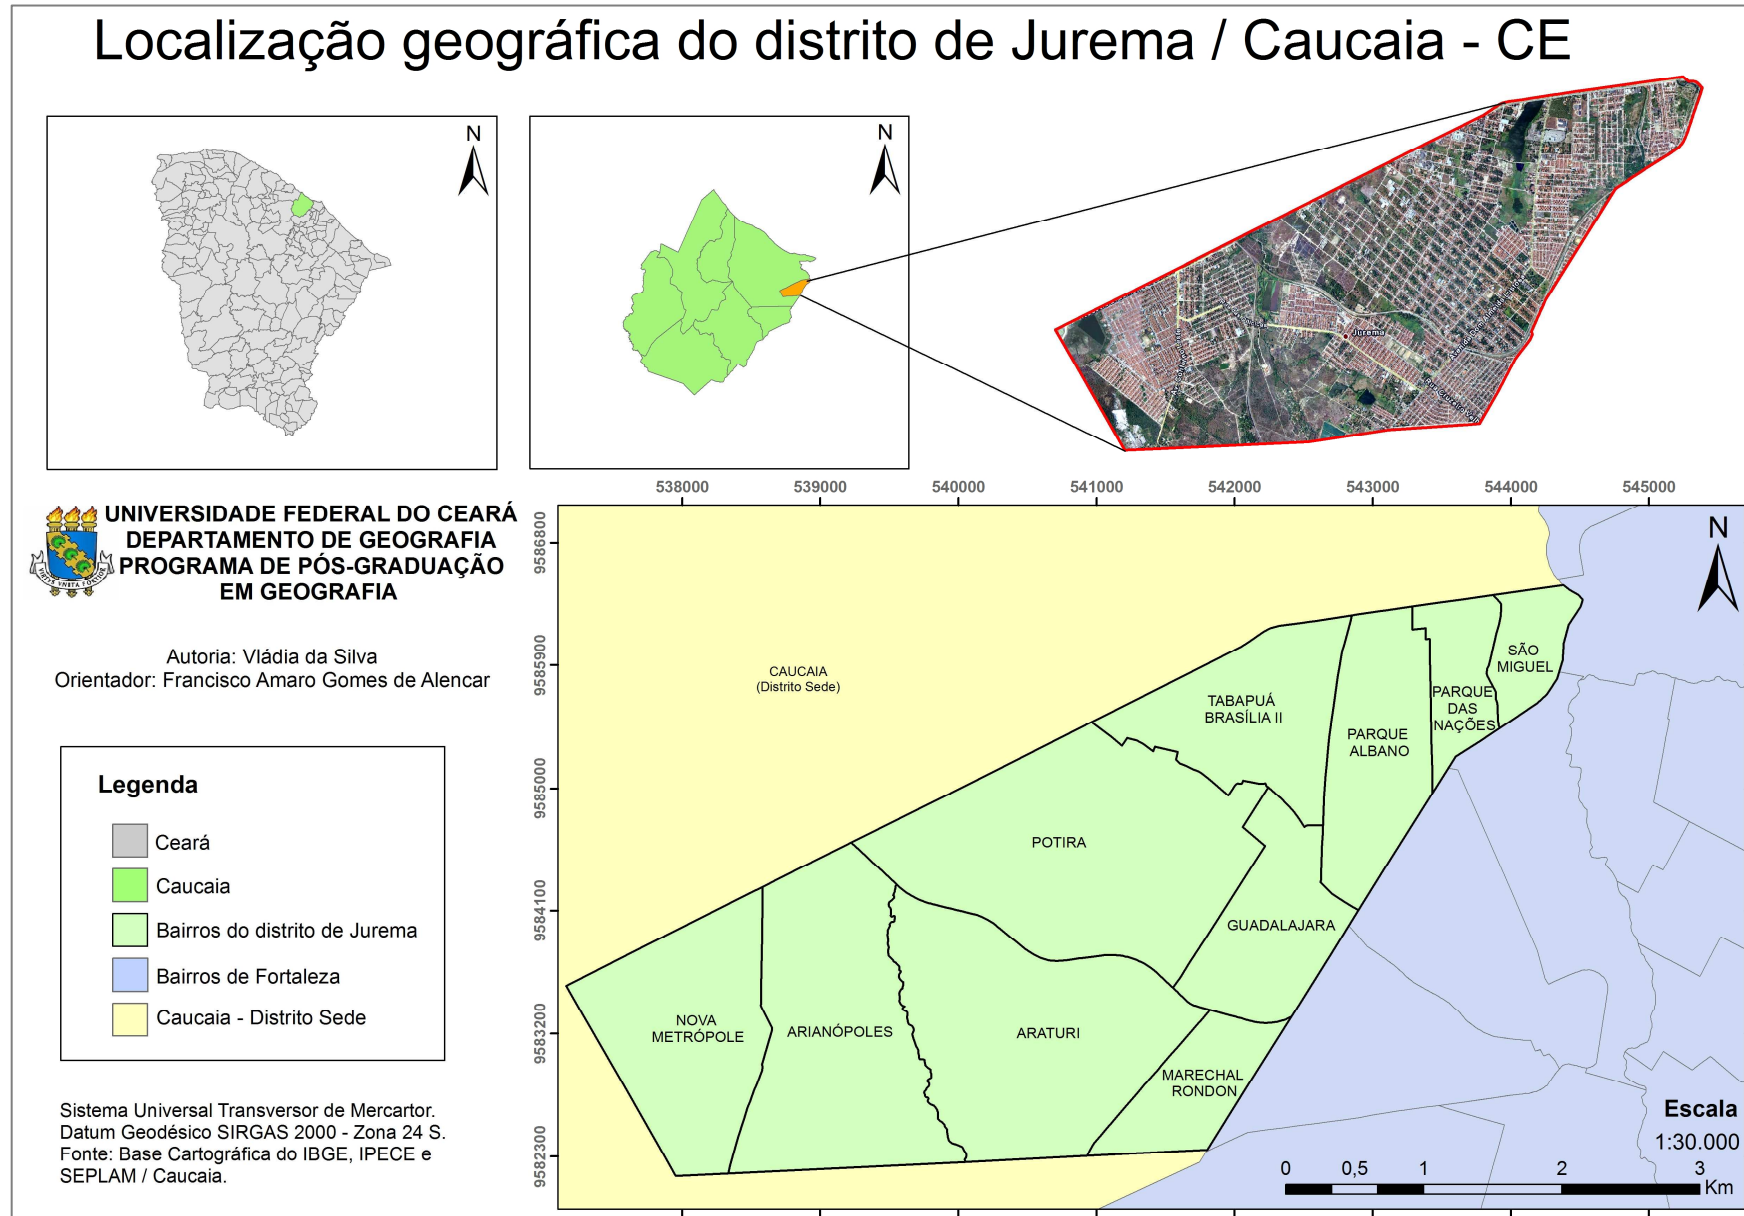 Localização geográfica do distrito de Jurema / Caucaia - CE
N
N
Jurema
538000 539000 540000 541000 542000 543000 544000 545000
UNIVERSIDADE FEDERAL DO CEARÁ
DEPARTAMENTO DE GEOGRAFIA
PROGRAMA DE PÓS-GRADUAÇÃO
EM GEOGRAFIA
Autoria: Vládia da Silva
Orientador: Francisco Amaro Gomes de Alencar
Legenda
Ceará
Caucaia
Bairros do distrito de Jurema
Bairros de Fortaleza
Caucaia - Distrito Sede
Sistema Universal Transversor de Mercartor.
Datum Geodésico SIRGAS 2000 - Zona 24 S.
Fonte: Base Cartográfica do IBGE, IPECE e
SEPLAM / Caucaia.
9586800
9585900
9585000
9584100
9583200
9582300
N
CAUCAIA
(Distrito Sede)
SÃO
MIGUEL
PARQUE
DAS
NAÇÕES
TABAPUÁ
BRASÍLIA II
PARQUE
ALBANO
POTIRA
GUADALAJARA
NOVA
METRÓPOLE
ARIANÓPOLES
ARATURI
MARECHAL
RONDON
Escala
1:30.000
0 0,5 1 2 3
Km